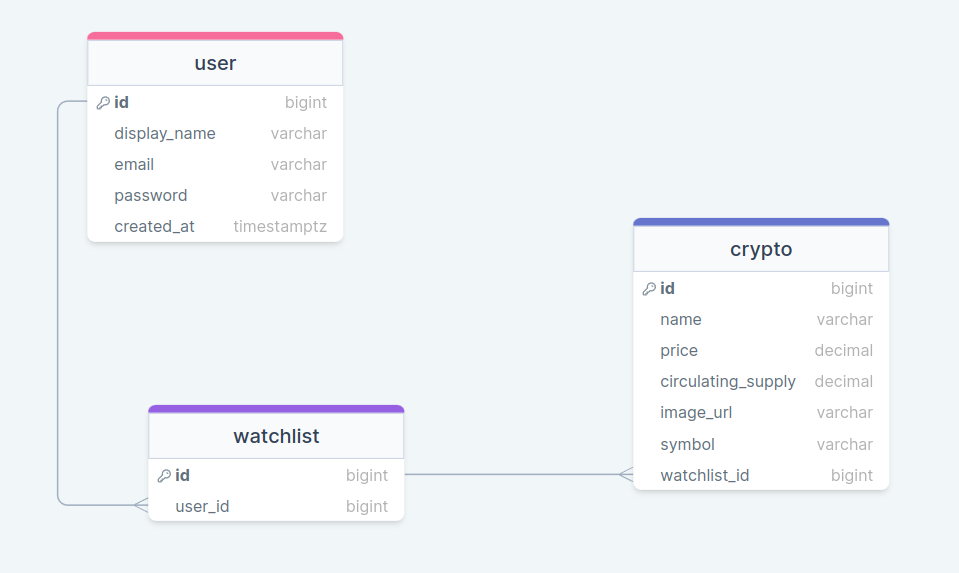 user
id bigint
display_name varchar
email varchar
password varchar
created_at timestamptz
crypto
id bigint
name varchar
price decimal
circulating_supply decimal
image_url varchar
symbol varchar
watchlist_id bigint
watchlist
id bigint
user_id bigint